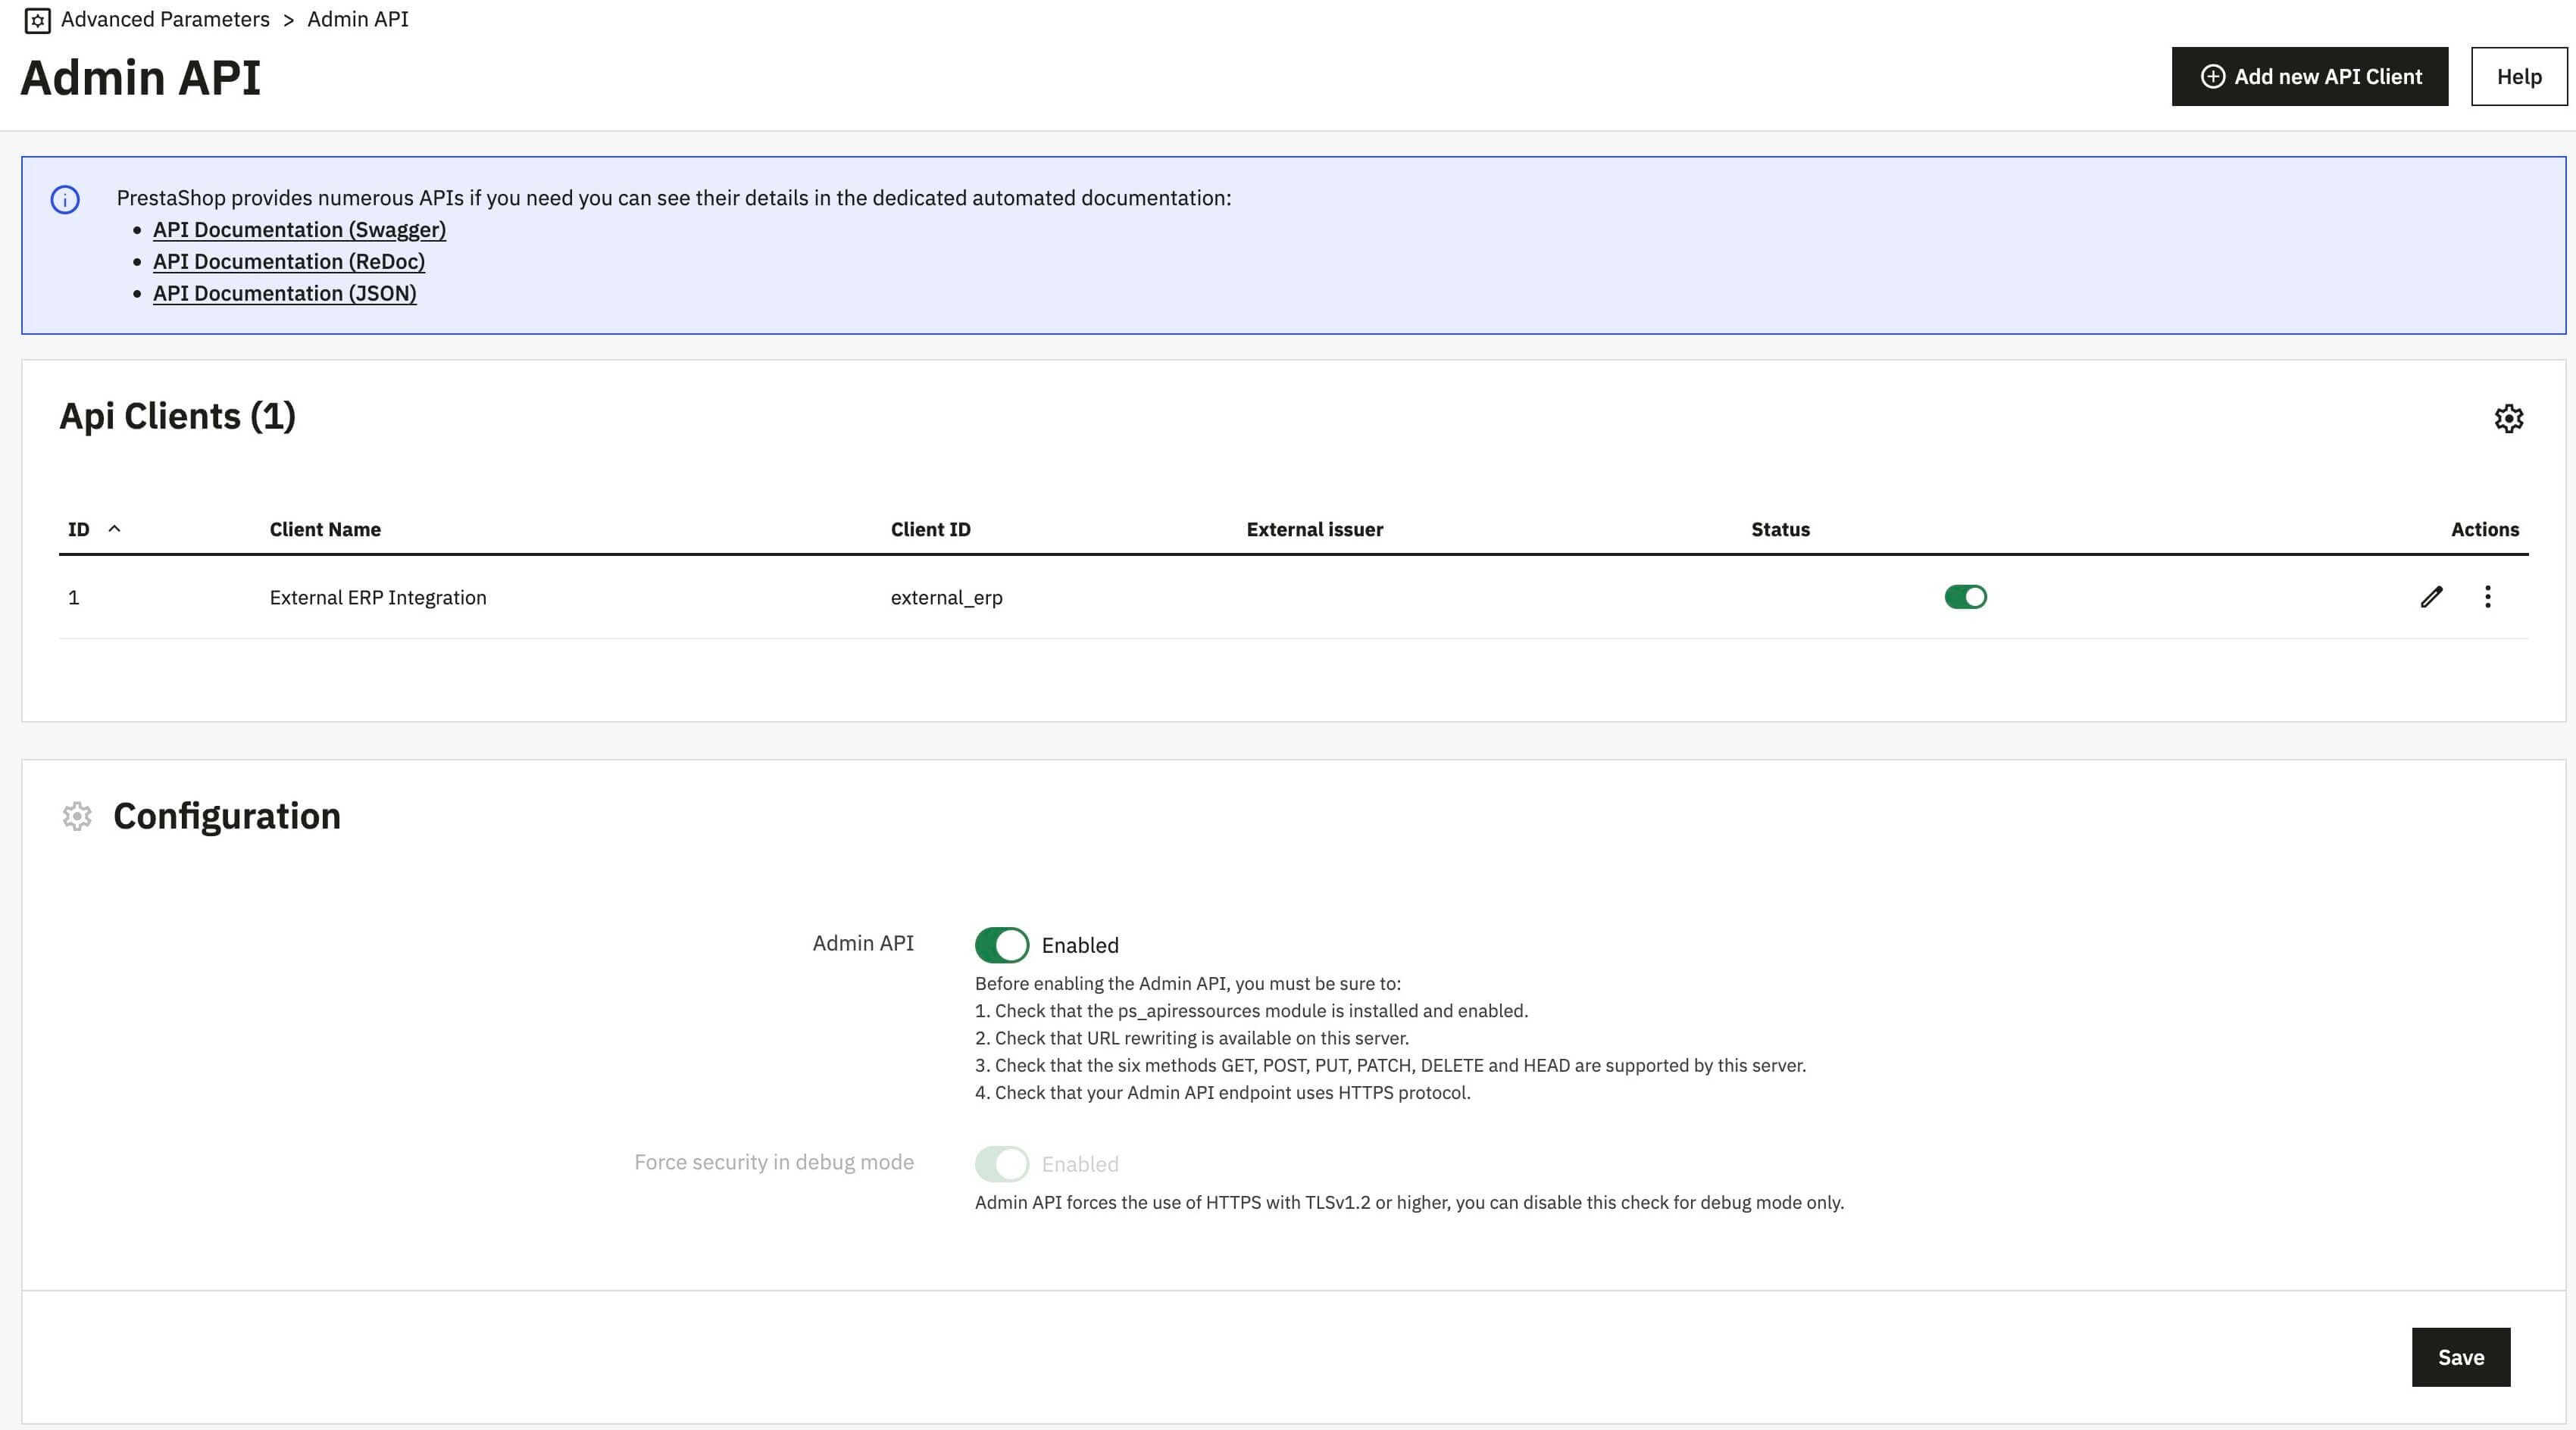 Advanced Parameters > Admin API
Admin API
Add new API Client
Help
PrestaShop provides numerous APIs if you need you can see their details in the dedicated automated documentation:
• API Documentation (Swagger)
• API Documentation (ReDoc)
• API Documentation (JSON)
Api Clients (1)
ID Client Name Client ID External issuer Status Actions
1 External ERP Integration external_erp
Configuration
Admin API Enabled
Before enabling the Admin API, you must be sure to:
1. Check that the ps_apiressources module is installed and enabled.
2. Check that URL rewriting is available on this server.
3. Check that the six methods GET, POST, PUT, PATCH, DELETE and HEAD are supported by this server.
4. Check that your Admin API endpoint uses HTTPS protocol.
Force security in debug mode Enabled
Admin API forces the use of HTTPS with TLSv1.2 or higher, you can disable this check for debug mode only.
Save